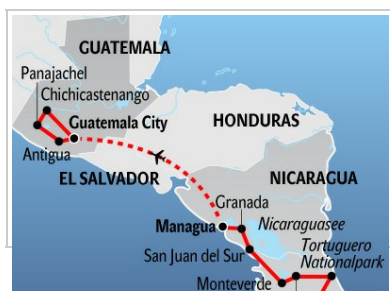 GUATEMALA
Panajachel
Chichicastenango
Guatemala City
HONDURAS
Antigua
EL SALVADOR
NICARAGUA
Granada
Managua
Nicaraguasee
San Juan del Sur
Tortuguero
Nationalpark
Monteverde